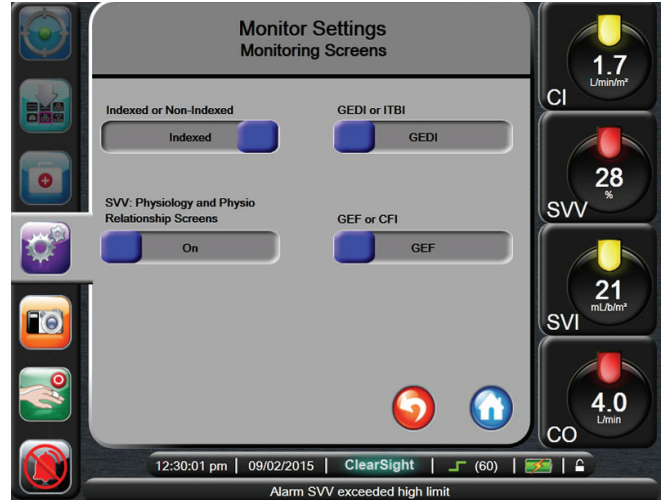 Monitor Settings
Monitoring Screens
Indexed or Non-Indexed
GEDI or ITBI
Indexed
GEDI
SVV: Physiology and Physio
Relationship Screens
GEF or CFI
On
GEF
1.7
L/min/m²
CI
28
%
SVV
21
mL/b/m²
SVI
4.0
L/min
CO
12:30:01 pm | 09/02/2015 | ClearSight | (60) |
Alarm SVV exceeded high limit